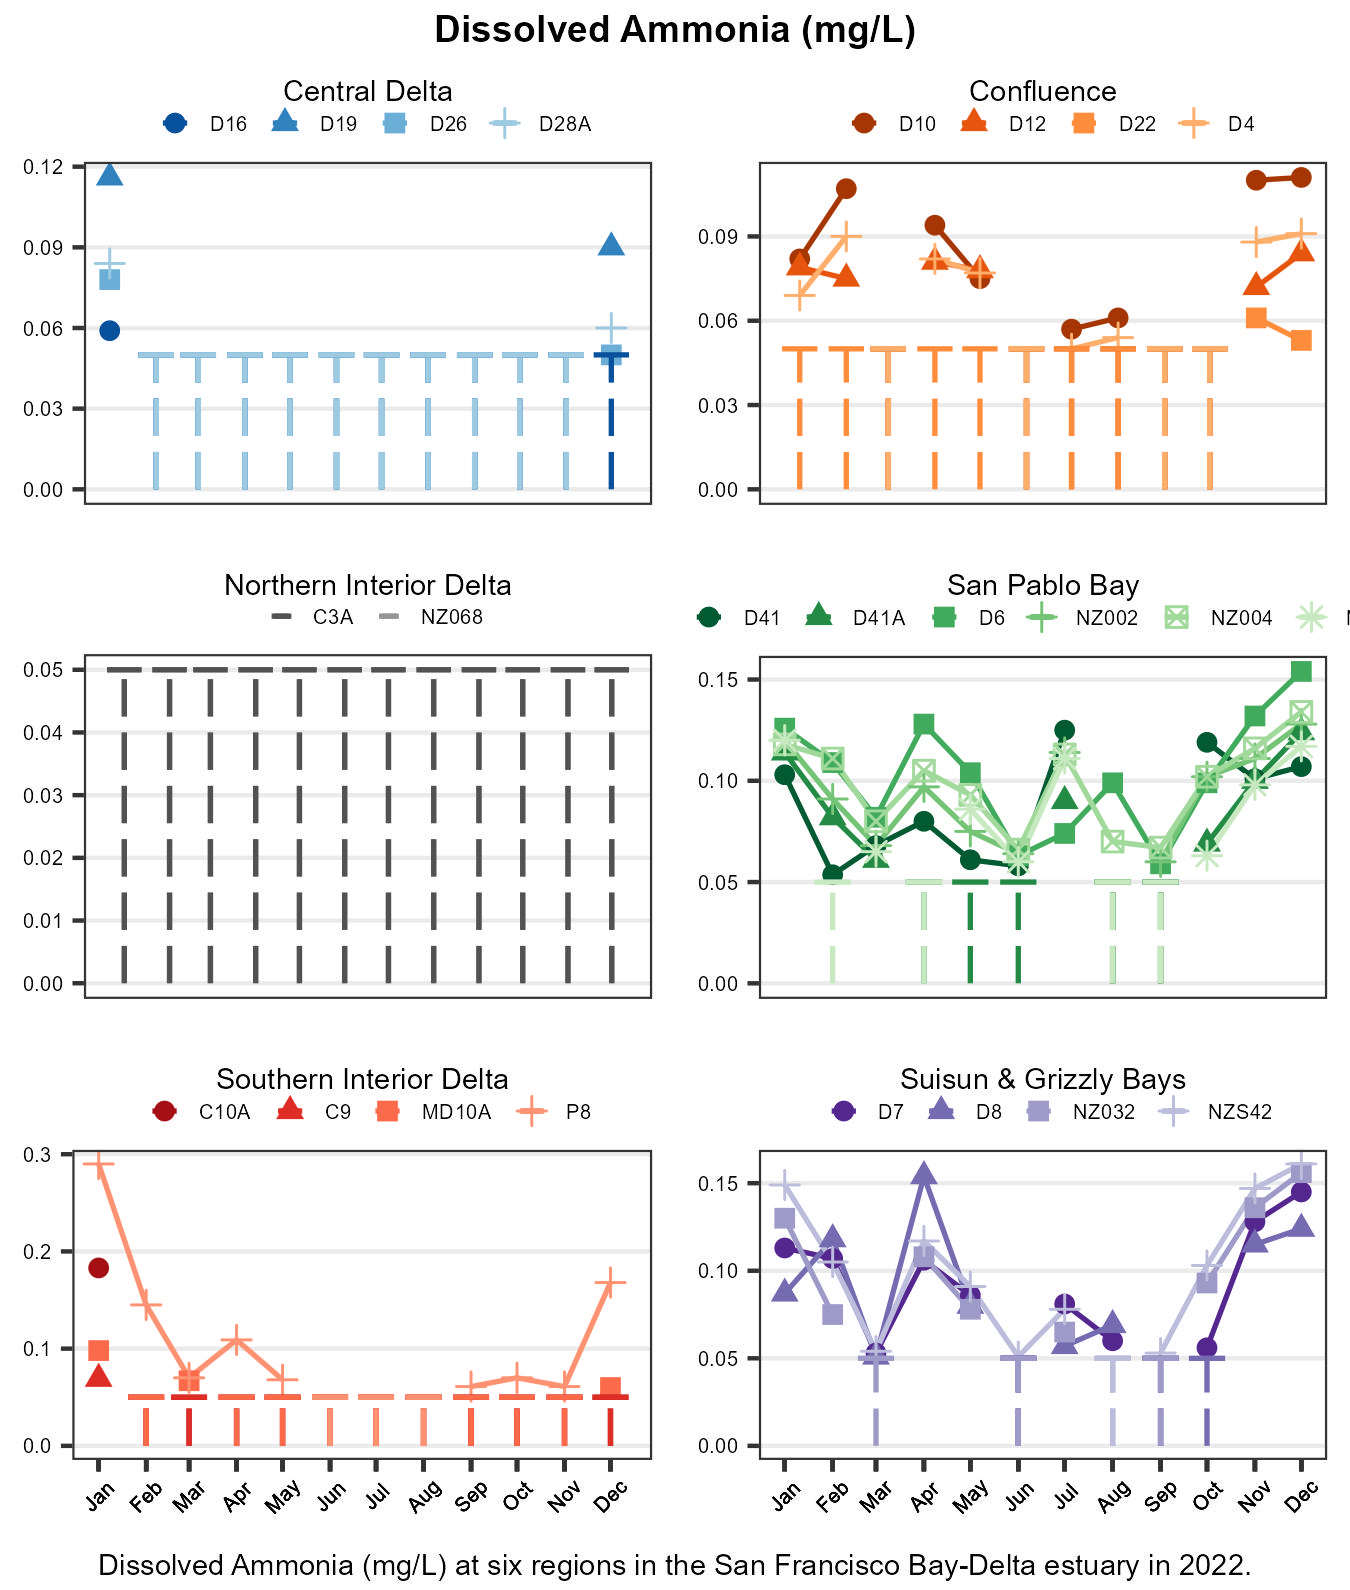 Dissolved Ammonia (mg/L)
Central Delta
D16 D19 D26 D28A
0.12
0.09
0.06
0.03
0.00
Confluence
D10 D12 D22 D4
0.09
0.06
0.03
0.00
Northern Interior Delta
C3A NZ068
0.05
0.04
0.03
0.02
0.01
0.00
San Pablo Bay
D41 D41A D6 NZ002 NZ004
0.15
0.10
0.05
0.00
Southern Interior Delta
C10A C9 MD10A P8
0.3
0.2
0.1
0.0
Jan Feb Mar Apr May Jun Jul Aug Sep Oct Nov Dec
Suisun & Grizzly Bays
D7 D8 NZ032 NZS42
0.15
0.10
0.05
0.00
Jan Feb Mar Apr May Jun Jul Aug Sep Oct Nov Dec
Dissolved Ammonia (mg/L) at six regions in the San Francisco Bay-Delta estuary in 2022.